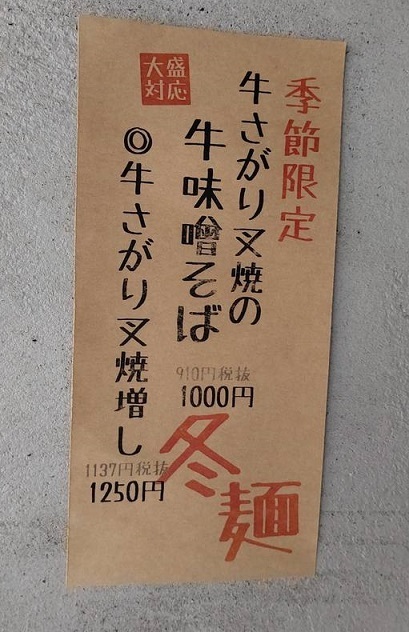 季節限定
牛さがり叉焼の
牛味噌そば
910円税抜
1000円
大盛
対応
◎牛さがり叉焼増し
1137円税抜
1250円
冬麺